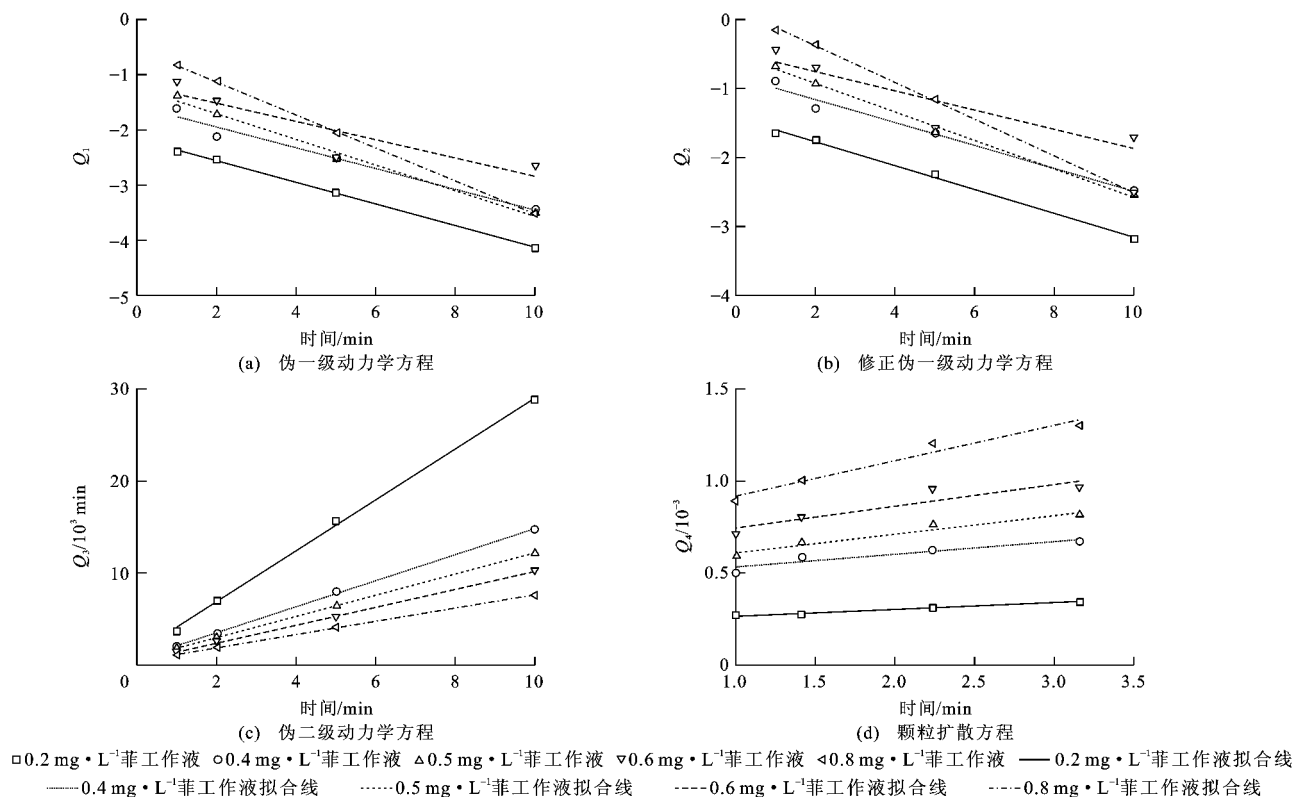 0
−1
−2
−3
−4
−5
Q₁
0 2 4 6 8 10
时间/min
(a) 伪一级动力学方程
0
−1
−2
−3
−4
Q₂
0 2 4 6 8 10
时间/min
(b) 修正伪一级动力学方程
30
20
10
0
Q₃/10³ min
0 2 4 6 8 10
时间/min
(c) 伪二级动力学方程
1.5
1.0
0.5
0
Q₄/10⁻³
1.0 1.5 2.0 2.5 3.0 3.5
时间/min
(d) 颗粒扩散方程
0.2 mg·L⁻¹菲工作液 0.4 mg·L⁻¹菲工作液 0.5 mg·L⁻¹菲工作液 0.6 mg·L⁻¹菲工作液 0.8 mg·L⁻¹菲工作液 0.2 mg·L⁻¹菲工作液拟合线
0.4 mg·L⁻¹菲工作液拟合线 0.5 mg·L⁻¹菲工作液拟合线 0.6 mg·L⁻¹菲工作液拟合线 0.8 mg·L⁻¹菲工作液拟合线